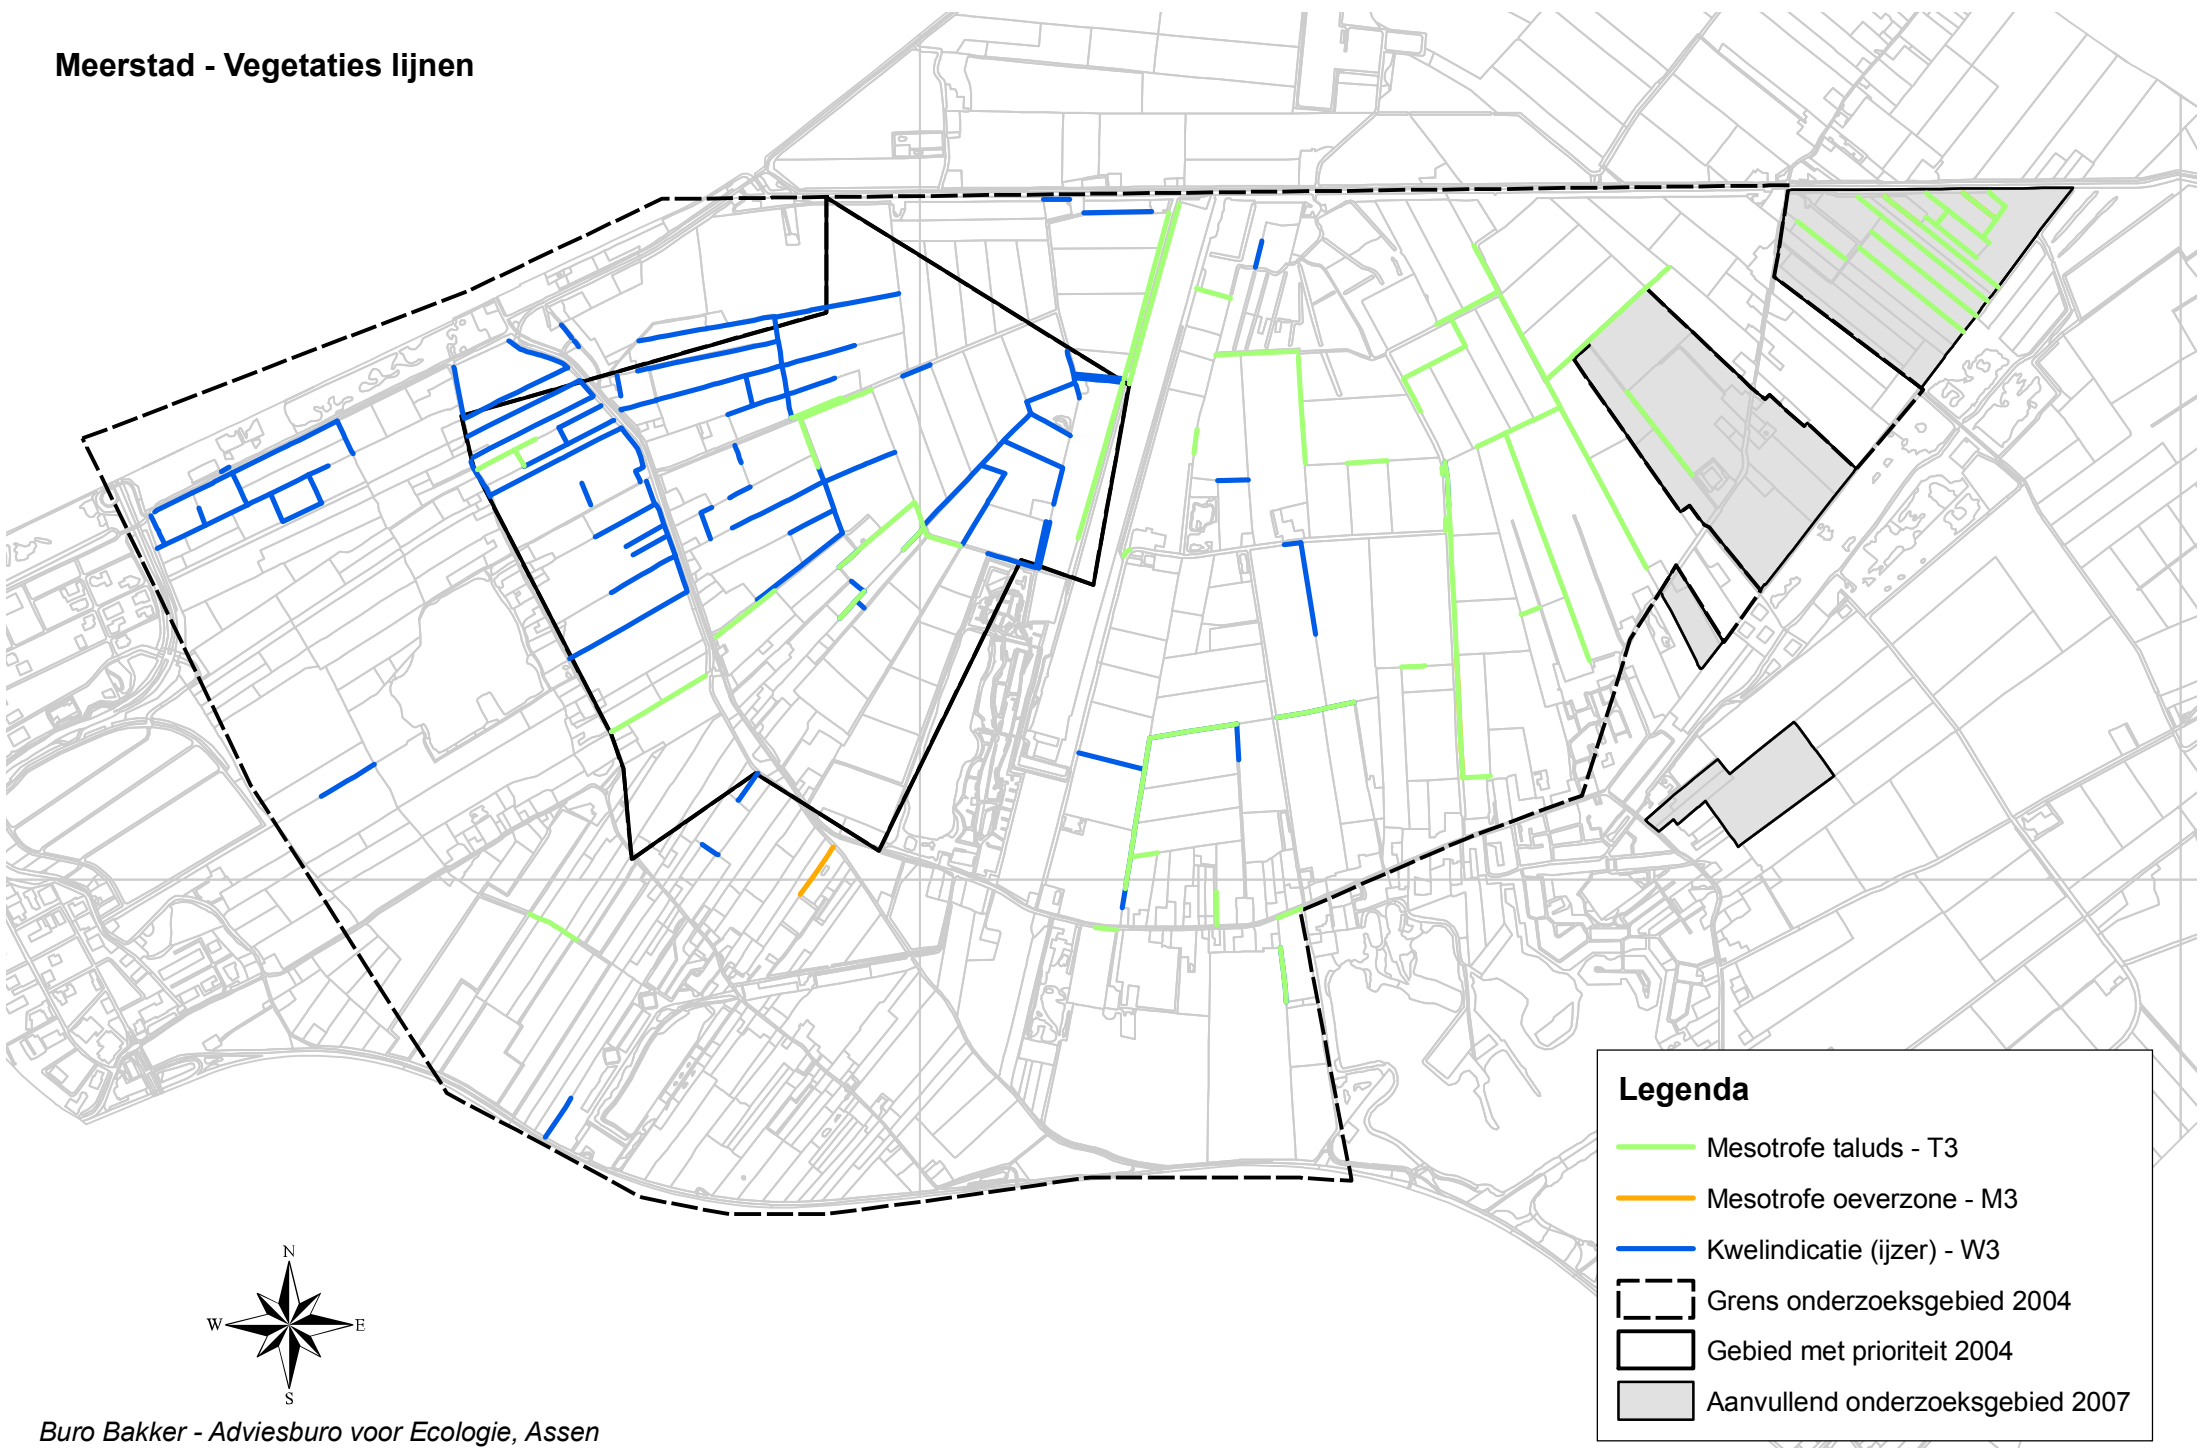 Meerstad - Vegetaties lijnen
Legenda
Mesotrofe taluds - T3
Mesotrofe oeverzone - M3
Kwelindicatie (ijzer) - W3
Grens onderzoeksgebied 2004
Gebied met prioriteit 2004
Aanvullend onderzoeksgebied 2007
N
W E
S
Buro Bakker - Adviesburo voor Ecologie, Assen